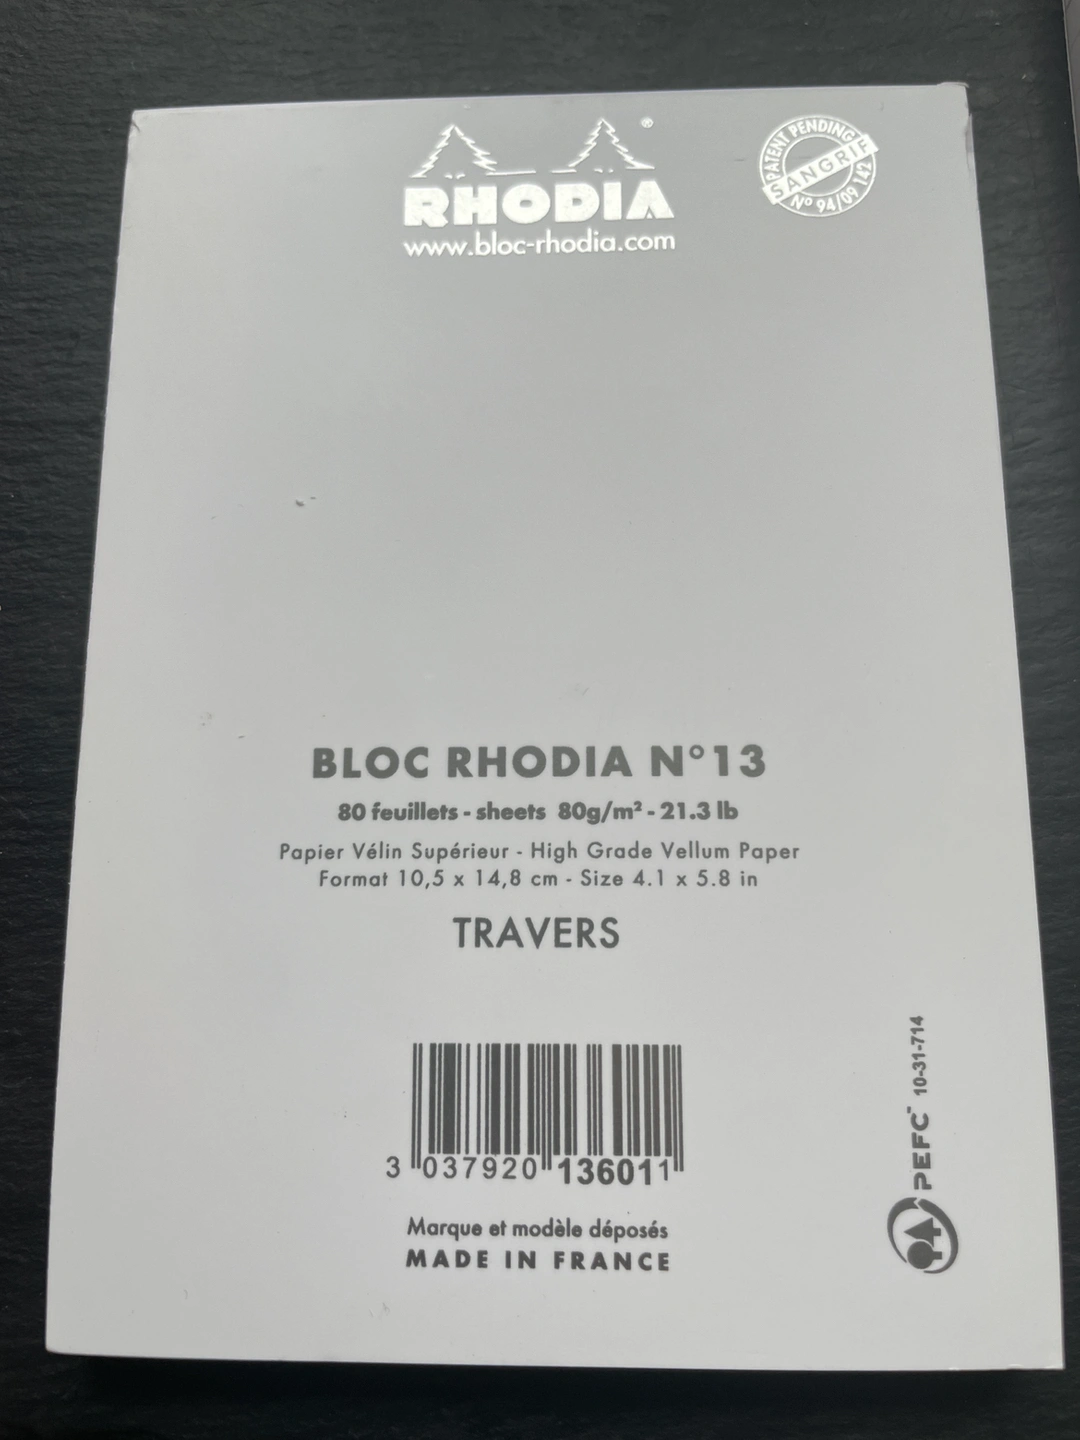 RHODIA®
www.bloc-rhodia.com
PATENT PENDING
SANGRIF
N° 94/09 142
BLOC RHODIA N°13
80 feuillets - sheets 80g/m² - 21.3 lb
Papier Vélin Supérieur - High Grade Vellum Paper
Format 10,5 x 14,8 cm - Size 4.1 x 5.8 in
TRAVERS
3 037920 136011
Marque et modèle déposés
MADE IN FRANCE
PEFC™ 10-31-714